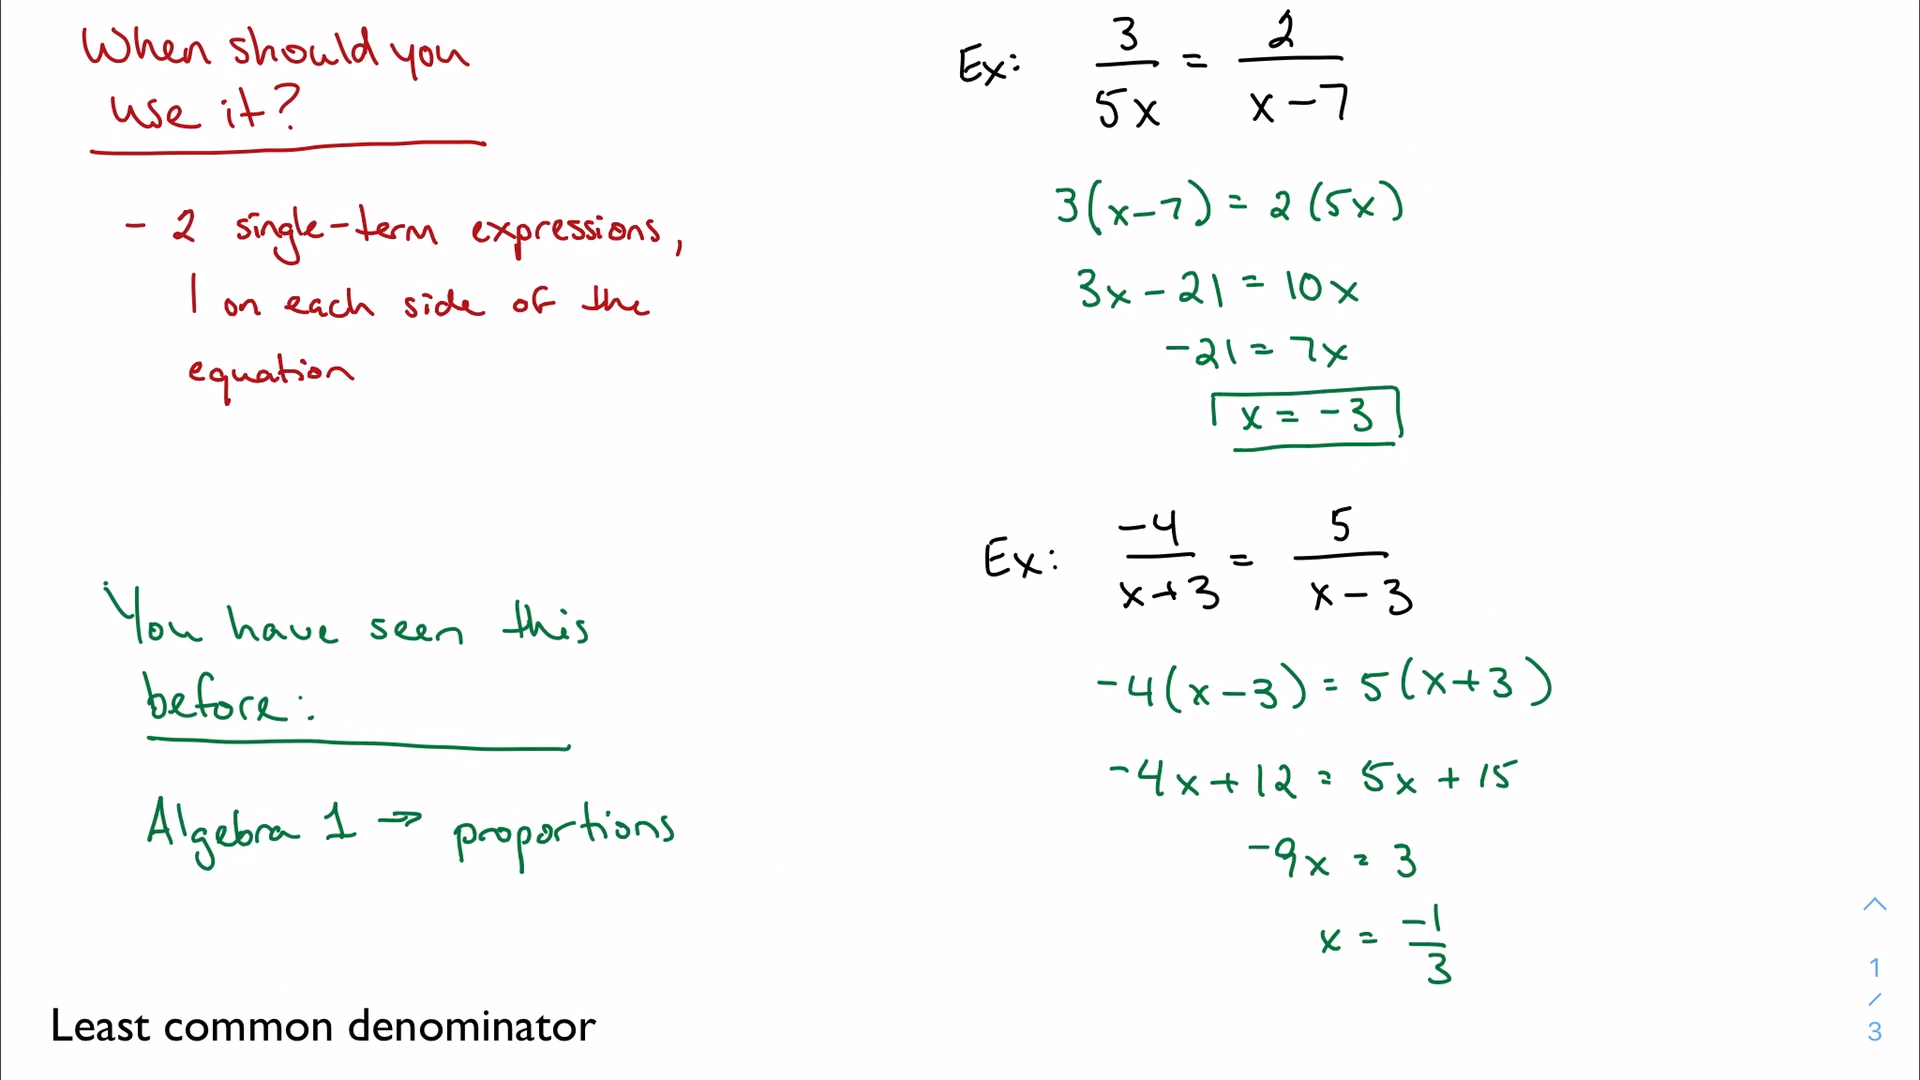 When should you
use it?
- 2 single-term expressions,
1 on each side of the
equation
You have seen this
before:
Algebra 1 → proportions
Least common denominator
Ex: 3/5x = 2/x-7
3(x-7) = 2(5x)
3x - 21 = 10x
-21 = 7x
x = -3
Ex: -4/x+3 = 5/x-3
-4(x-3) = 5(x+3)
-4x + 12 = 5x + 15
-9x = 3
x = -1/3
1
/
3